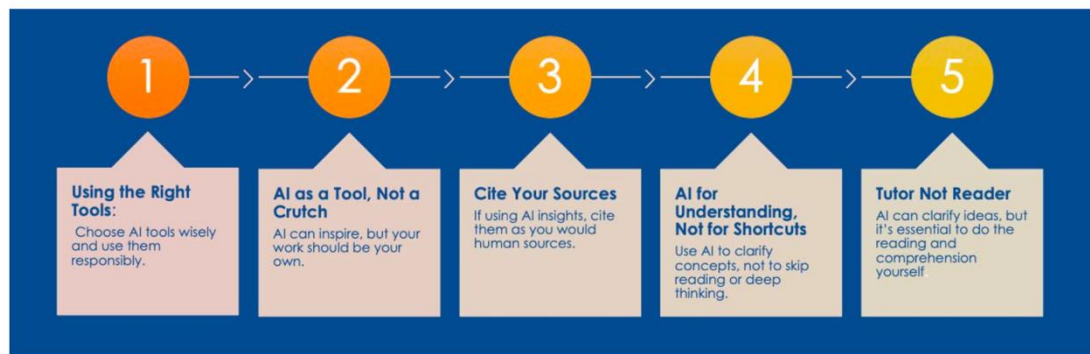 1
2
3
4
5
Using the Right
Tools:
Choose AI tools wisely
and use them
responsibly.
AI as a Tool, Not a
Crutch
AI can inspire, but your
work should be your
own.
Cite Your Sources
If using AI insights, cite
them as you would
human sources.
AI for
Understanding,
Not for Shortcuts
Use AI to clarify
concepts, not to skip
reading or deep
thinking.
Tutor Not Reader
AI can clarify ideas, but
it's essential to do the
reading and
comprehension
yourself.